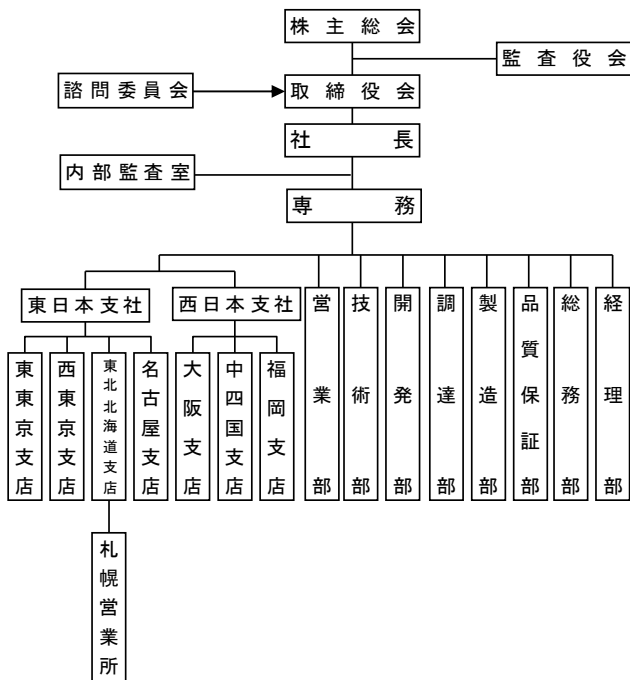 株主総会
監査役会
諮問委員会
取締役会
社長
内部監査室
専務
東日本支社
西日本支社
営業部
技術部
開発部
調達部
製造部
品質保証部
総務部
経理部
東東京支店
西東京支店
東北北海道支店
名古屋支店
大阪支店
中四国支店
福岡支店
札幌営業所